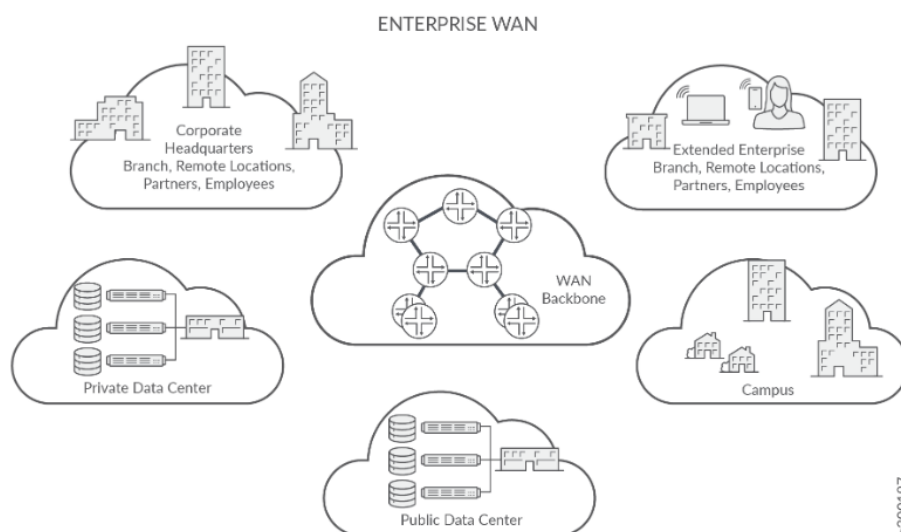 ENTERPRISE WAN
Corporate
Headquarters
Branch, Remote Locations,
Partners, Employees
Extended Enterprise
Branch, Remote Locations,
Partners, Employees
WAN
Backbone
Private Data Center
Campus
Public Data Center